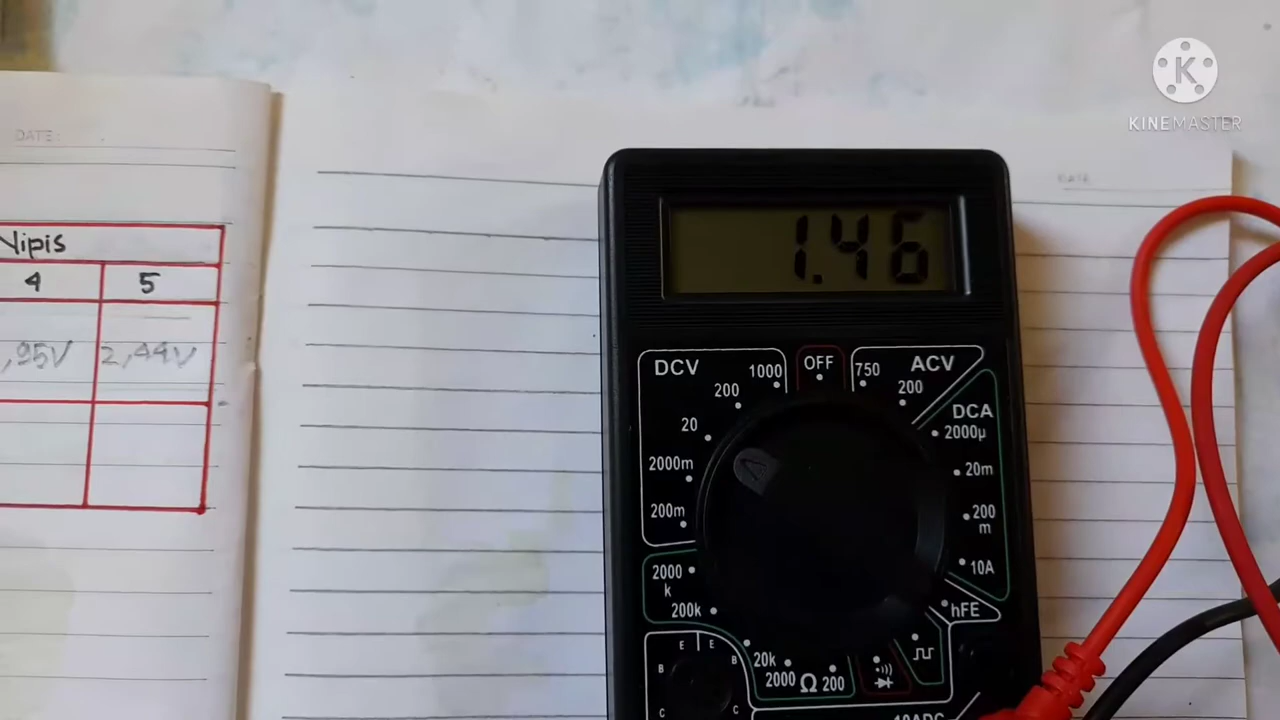 KINEMASTER
DATE:
Nipis
4 5
,95V 2,44V
1.46
DCV 1000 OFF 750 ACV
200 200
20 DCA
2000µ
2000m 20m
200m 200
m
2000 10A
k
200k hFE
E E
B B 20k
2000 Ω 200
C C
10ADC